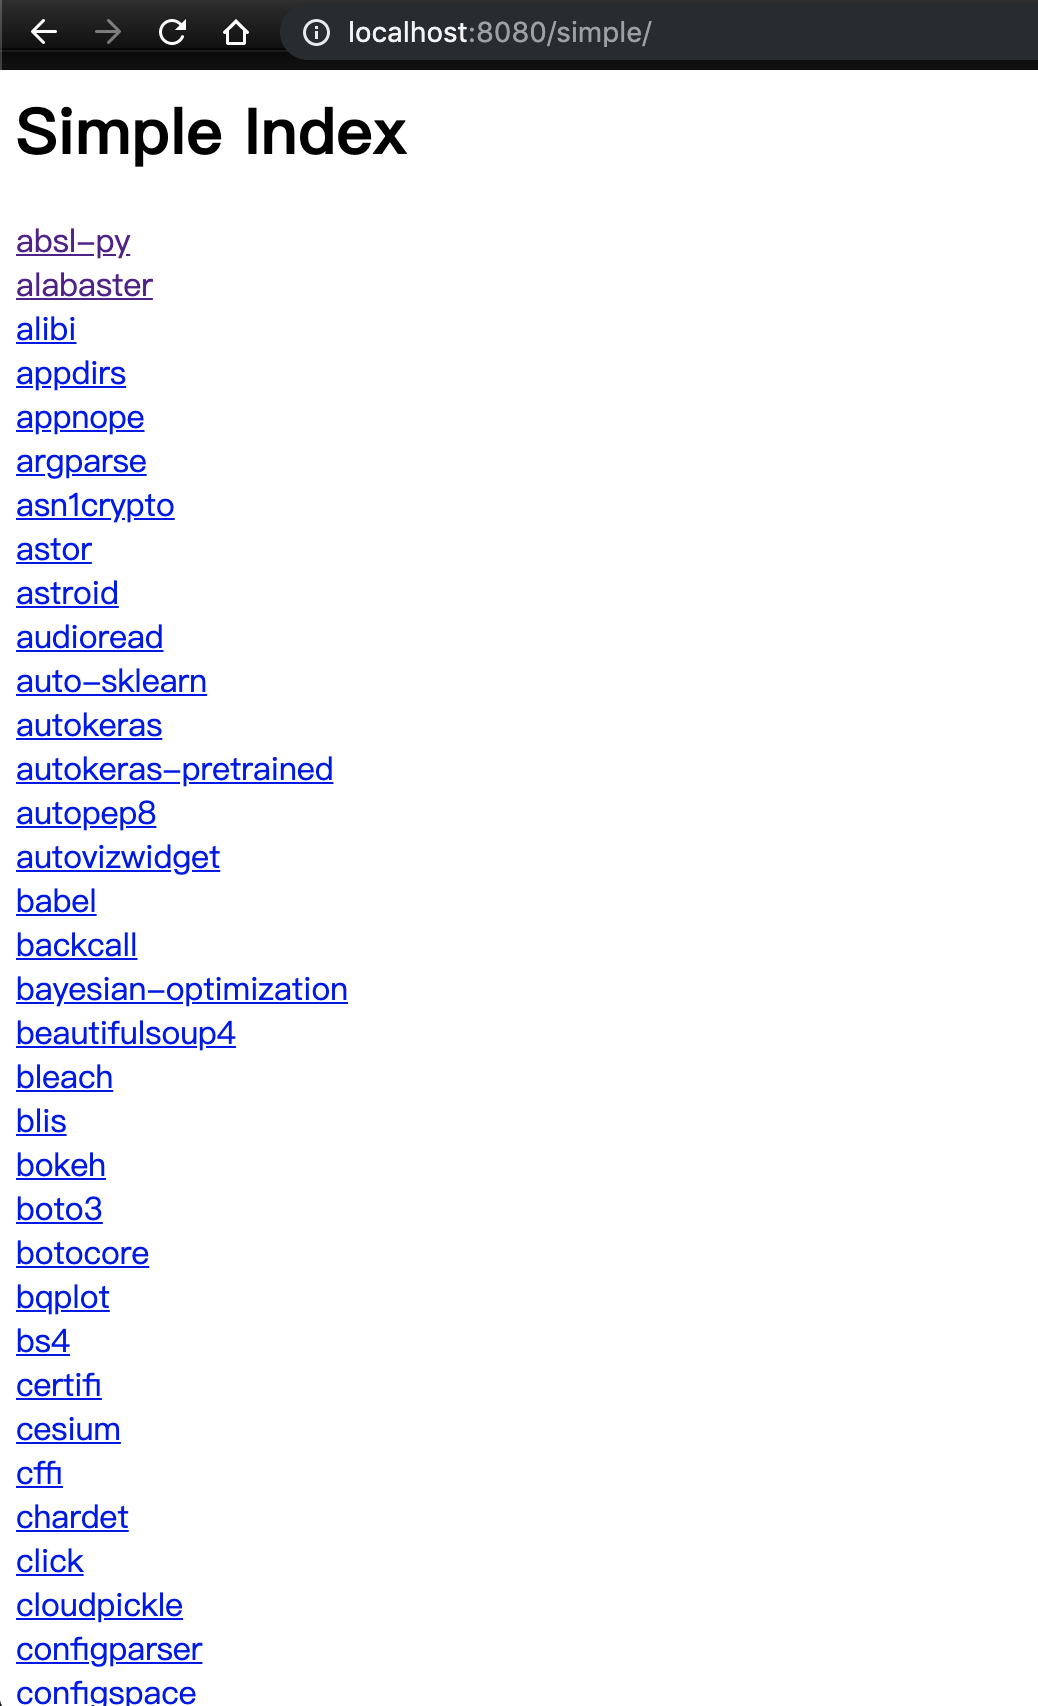 localhost:8080/simple/
Simple Index
absl-py
alabaster
alibi
appdirs
appnope
argparse
asn1crypto
astor
astroid
audioread
auto-sklearn
autokeras
autokeras-pretrained
autopep8
autovizwidget
babel
backcall
bayesian-optimization
beautifulsoup4
bleach
blis
bokeh
boto3
botocore
bqplot
bs4
certifi
cesium
cffi
chardet
click
cloudpickle
configparser
configspace